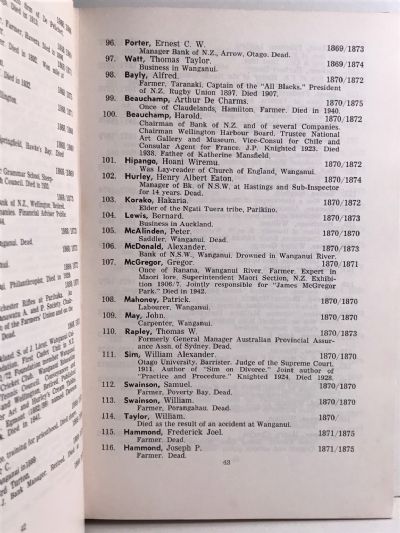 96. Porter, Ernest C. W. 1869/1873
Manager Bank of N.Z., Arrow, Otago. Dead.
97. Watt, Thomas Taylor. 1869/1874
Business in Wanganui.
98. Bayly, Alfred. 1870/1872
Farmer, Taranaki, Captain of the "All Blacks." President
of N.Z. Rugby Union 1897. Died 1907.
99. Beauchamp, Arthur De Charms. 1870/1875
Once of Claudelands, Hamilton, Farmer. Died in 1940.
100. Beauchamp, Harold. 1870/1872
Chairman of Bank of N.Z. and of several Companies.
Chairman Wellington Harbour Board, Trustee National
Art Gallery and Museum. Vice-Consul for Chile and
Consular Agent for France. J.P. Knighted 1923. Died
1938. Father of Katherine Mansfield.
101. Hipango, Hoani Wiremu. 1870/1872
Was Lay-reader of Church of England, Wanganui.
102. Hurley, Henry Albert Eaton. 1870/1874
Manager of Bk. of N.S.W. at Hastings and Sub-Inspector
for 14 years. Dead.
103. Korako, Hakaria. 1870/1872
Elder of the Ngati Tuera tribe, Parikino.
104. Lewis, Bernard. 1870/1873
Business in Auckland.
105. McAlinden, Peter. 1870/1870
Saddler, Wanganui. Dead.
106. McDonald, Alexander. 1870/1873
Bank of N.S.W., Wanganui. Drowned in Wanganui River.
107. McGregor, Gregor. 1870/1871
Once of Ranana, Wanganui River. Farmer. Expert in
Maori lore. Superintendent Maori Section, N.Z. Exhibi-
tion 1906/7. Jointly responsible for "James McGregor
Park." Died in 1942.
108. Mahoney, Patrick. 1870/1870
Labourer, Wanganui.
109. May, John. 1870/1870
Carpenter, Wanganui.
110. Rapley, Thomas W. 1870/1873
Formerly General Manager Australian Provincial Assur-
ance Assn. of Sydney. Dead.
111. Sim, William Alexander. 1870/1870
Otago University. Barrister. Judge of the Supreme Court,
1911. Author of "Sim on Divorce." Joint author of
"Practice and Procedure." Knighted 1924. Died 1928.
112. Swainson, Samuel. 1870/1870
Farmer, Poverty Bay. Dead.
113. Swainson, William. 1870/1870
Farmer, Porangahau. Dead.
114. Taylor, William. 1870/
Died as the result of an accident at Wanganui.
115. Hammond, Frederick Joel. 1871/1875
Farmer. Dead.
116. Hammond, Joseph P. 1871/1875
Farmer. Dead.
43